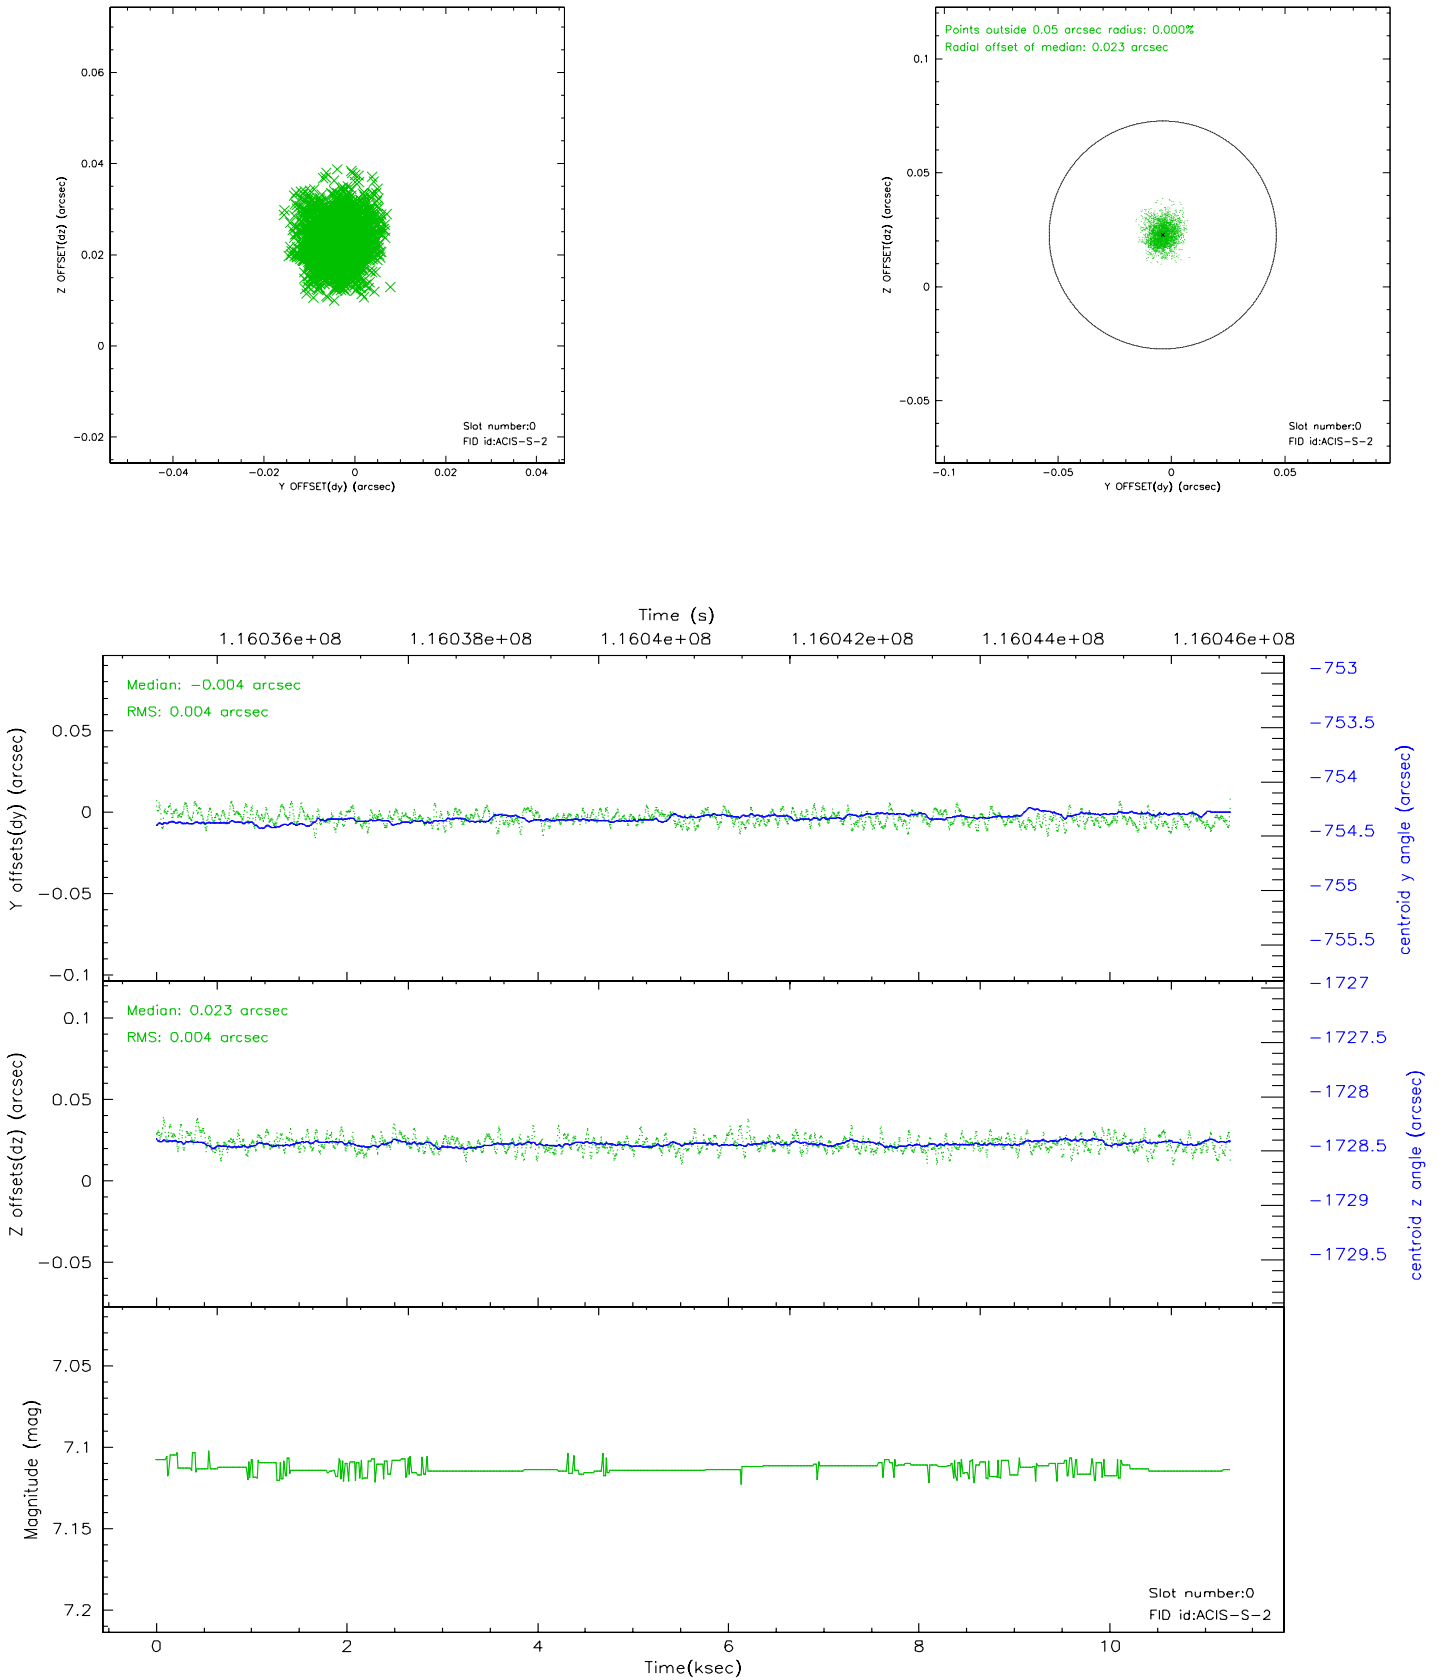 0.06
0.04
0.02
0
−0.02
−0.04
−0.02
0
0.02
0.04
Z OFFSET(dz) (arcsec)
Y OFFSET(dy) (arcsec)
Slot number:0
FID id:ACIS−S−2
Points outside 0.05 arcsec radius: 0.000%
Radial offset of median: 0.023 arcsec
0.1
0.05
0
−0.05
−0.1
−0.05
0
0.05
Z OFFSET(dz) (arcsec)
Y OFFSET(dy) (arcsec)
Slot number:0
FID id:ACIS−S−2
Time (s)
1.16036e+08
1.16038e+08
1.1604e+08
1.16042e+08
1.16044e+08
1.16046e+08
Median: −0.004 arcsec
RMS: 0.004 arcsec
0.05
0
−0.05
−0.1
Y offsets(dy) (arcsec)
−753
−753.5
−754
−754.5
−755
−755.5
centroid y angle (arcsec)
Median: 0.023 arcsec
RMS: 0.004 arcsec
0.1
0.05
0
−0.05
Z offsets(dz) (arcsec)
−1727
−1727.5
−1728
−1728.5
−1729
−1729.5
centroid z angle (arcsec)
7.05
7.1
7.15
7.2
Magnitude (mag)
Slot number:0
FID id:ACIS−S−2
0
2
4
6
8
10
Time(ksec)